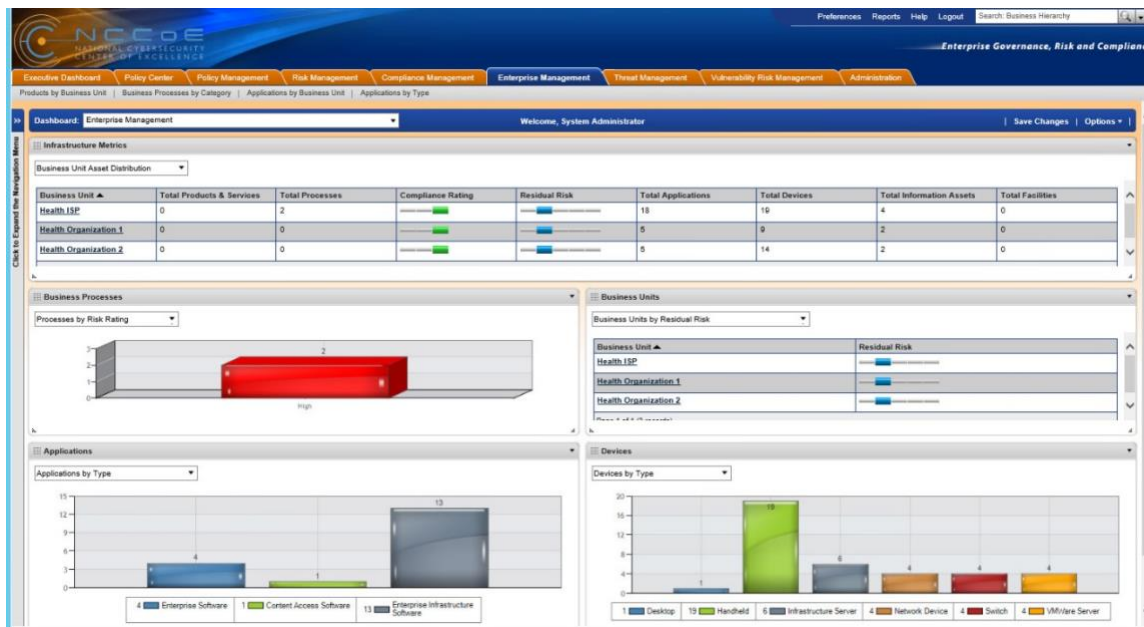 Preferences Reports Help Logout Search: Business Hierarchy
NCCoE
NATIONAL CYBERSECURITY
CENTER OF EXCELLENCE
Enterprise Governance, Risk and Complian
Executive Dashboard Policy Center Policy Management Risk Management Compliance Management Enterprise Management Threat Management Vulnerability Risk Management Administration
Products by Business Unit | Business Processes by Category | Applications by Business Unit | Applications by Type
Click to Expand the Navigation Menu
Dashboard: Enterprise Management Welcome, System Administrator | Save Changes | Options |
Infrastructure Metrics
Business Unit Asset Distribution
Business Unit Total Products & Services Total Processes Compliance Rating Residual Risk Total Applications Total Devices Total Information Assets Total Facilities
Health ISP 0 2 18 19 4 0
Health Organization 1 0 0 5 9 2 0
Health Organization 2 0 0 5 14 2 0
Business Processes
Processes by Risk Rating
3
2
1
0
2
High
Business Units
Business Units by Residual Risk
Business Unit Residual Risk
Health ISP
Health Organization 1
Health Organization 2
Applications
Applications by Type
15
12
9
6
3
0
4 1 13
4 Enterprise Software 1 Content Access Software 13 Enterprise Infrastructure Software
Devices
Devices by Type
20
16
12
8
4
0
1 19 6 4 4 4
1 Desktop 19 Handheld 6 Infrastructure Server 4 Network Device 4 Switch 4 VMWare Server